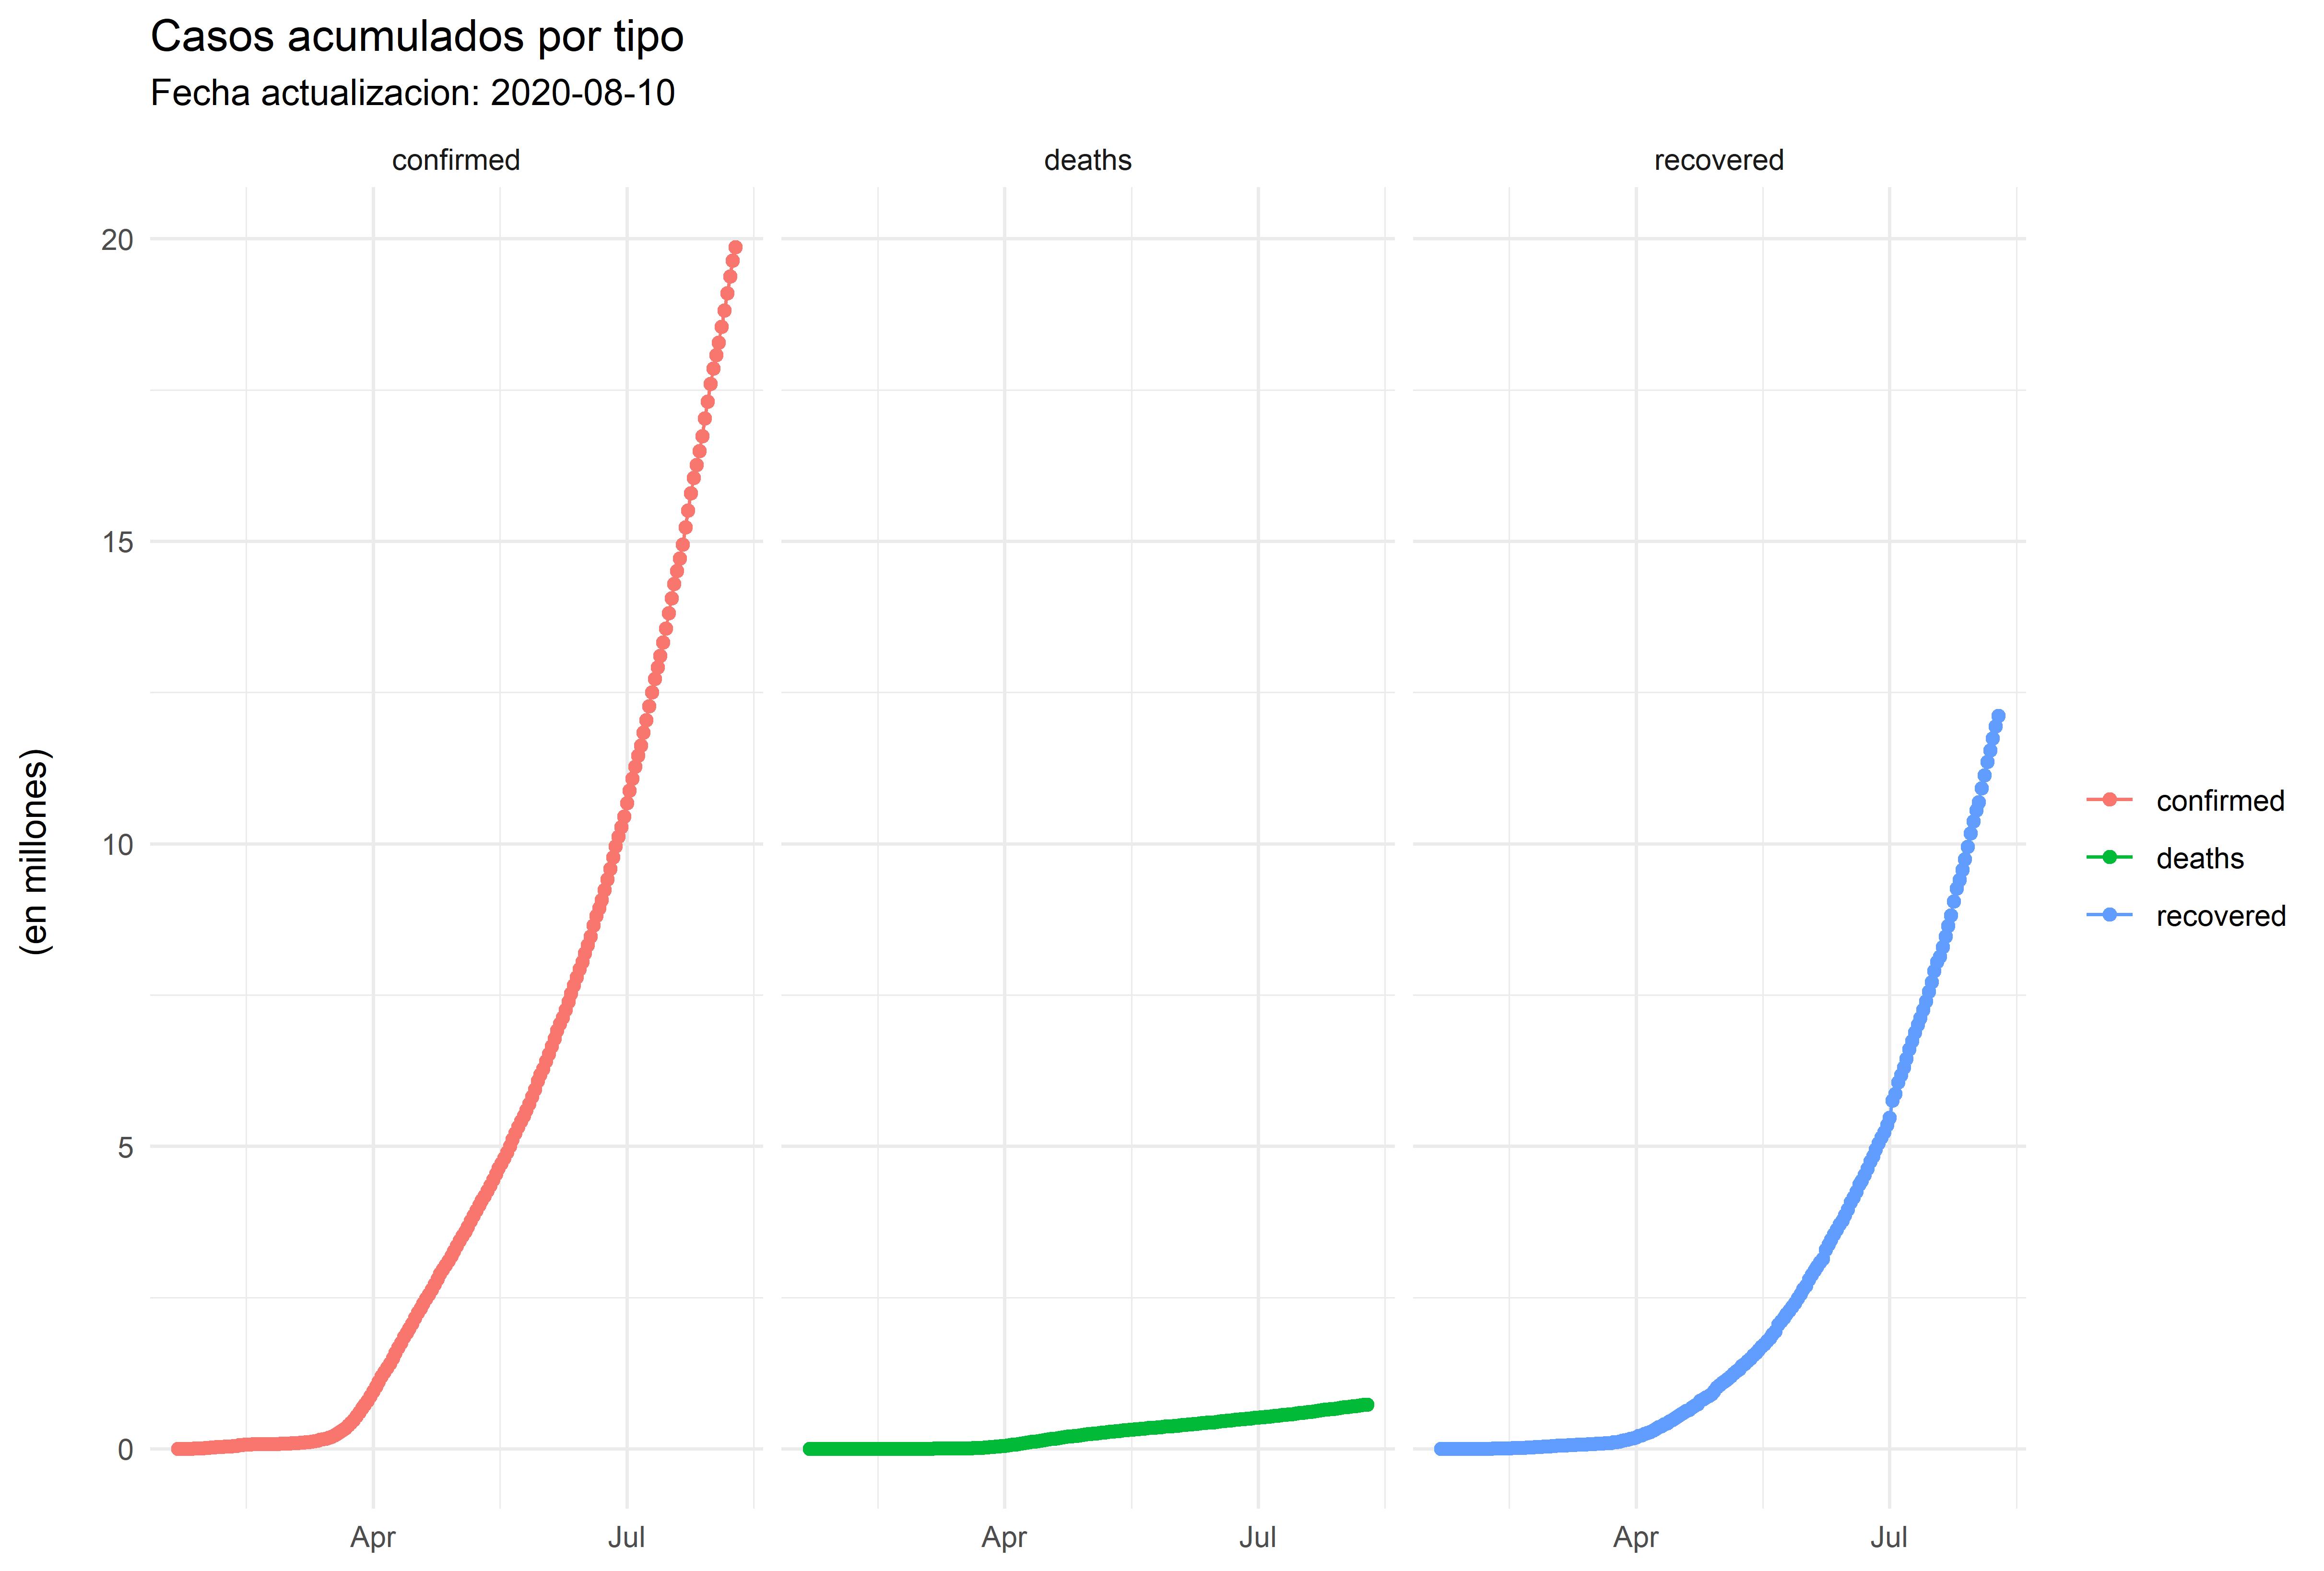 Casos acumulados por tipo
Fecha actualizacion: 2020-08-10
confirmed
deaths
recovered
(en millones)
20
15
10
5
0
Apr
Jul
Apr
Jul
Apr
Jul
confirmed
deaths
recovered